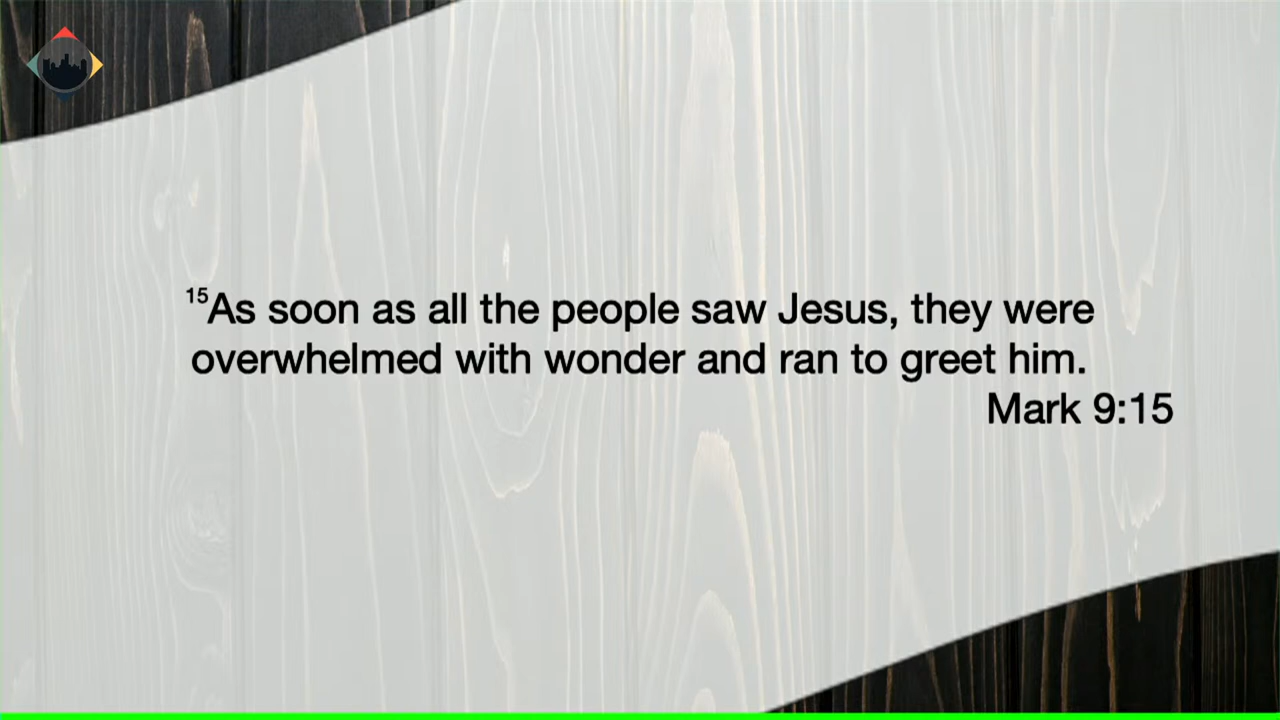 ¹⁵As soon as all the people saw Jesus, they were
overwhelmed with wonder and ran to greet him.
Mark 9:15